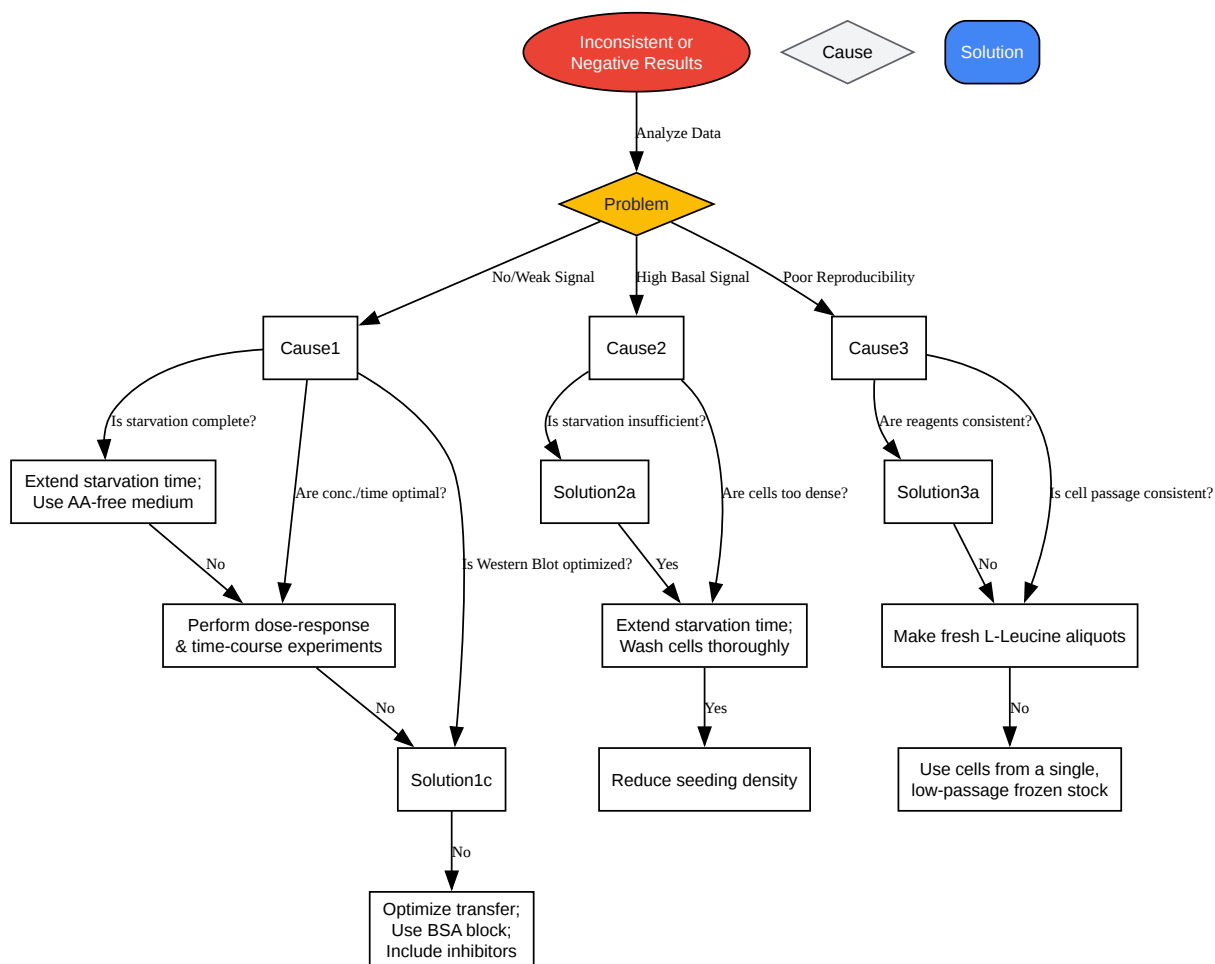 Inconsistent or
Negative Results
Cause
Solution
Analyze Data
Problem
No/Weak Signal
High Basal Signal
Poor Reproducibility
Cause1
Cause2
Cause3
Is starvation complete?
Is starvation insufficient?
Are reagents consistent?
Extend starvation time;
Use AA-free medium
Are conc./time optimal?
Solution2a
Are cells too dense?
Solution3a
Is cell passage consistent?
No
Is Western Blot optimized?
Yes
No
Perform dose-response
& time-course experiments
Extend starvation time;
Wash cells thoroughly
Make fresh L-Leucine aliquots
No
Yes
No
Solution1c
Reduce seeding density
Use cells from a single,
low-passage frozen stock
No
Optimize transfer;
Use BSA block;
Include inhibitors